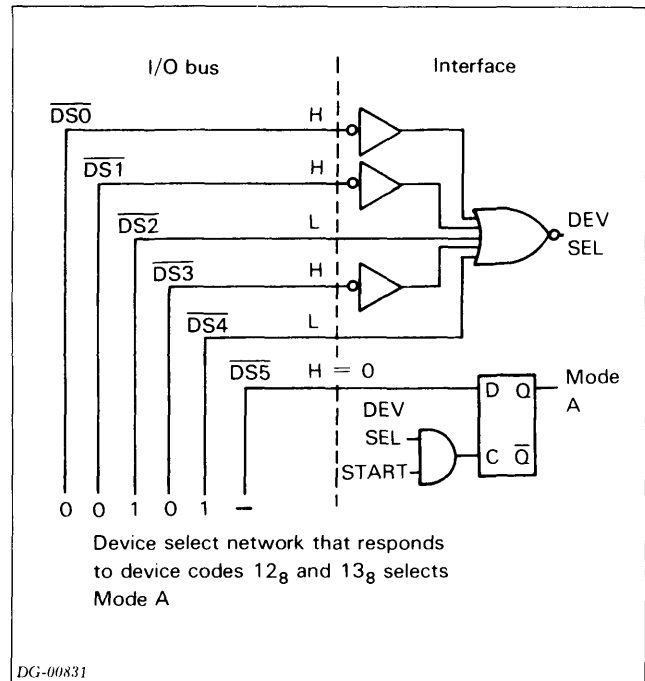 I/O bus
Interface
DS0
H
DS1
H
DS2
L
DEV
SEL
DS3
H
DS4
L
DS5
H = 0
D Q
Mode
A
DEV
SEL
START
C Q
0 0 1 0 1 –
Device select network that responds
to device codes 12₈ and 13₈ selects
Mode A
DG-00831